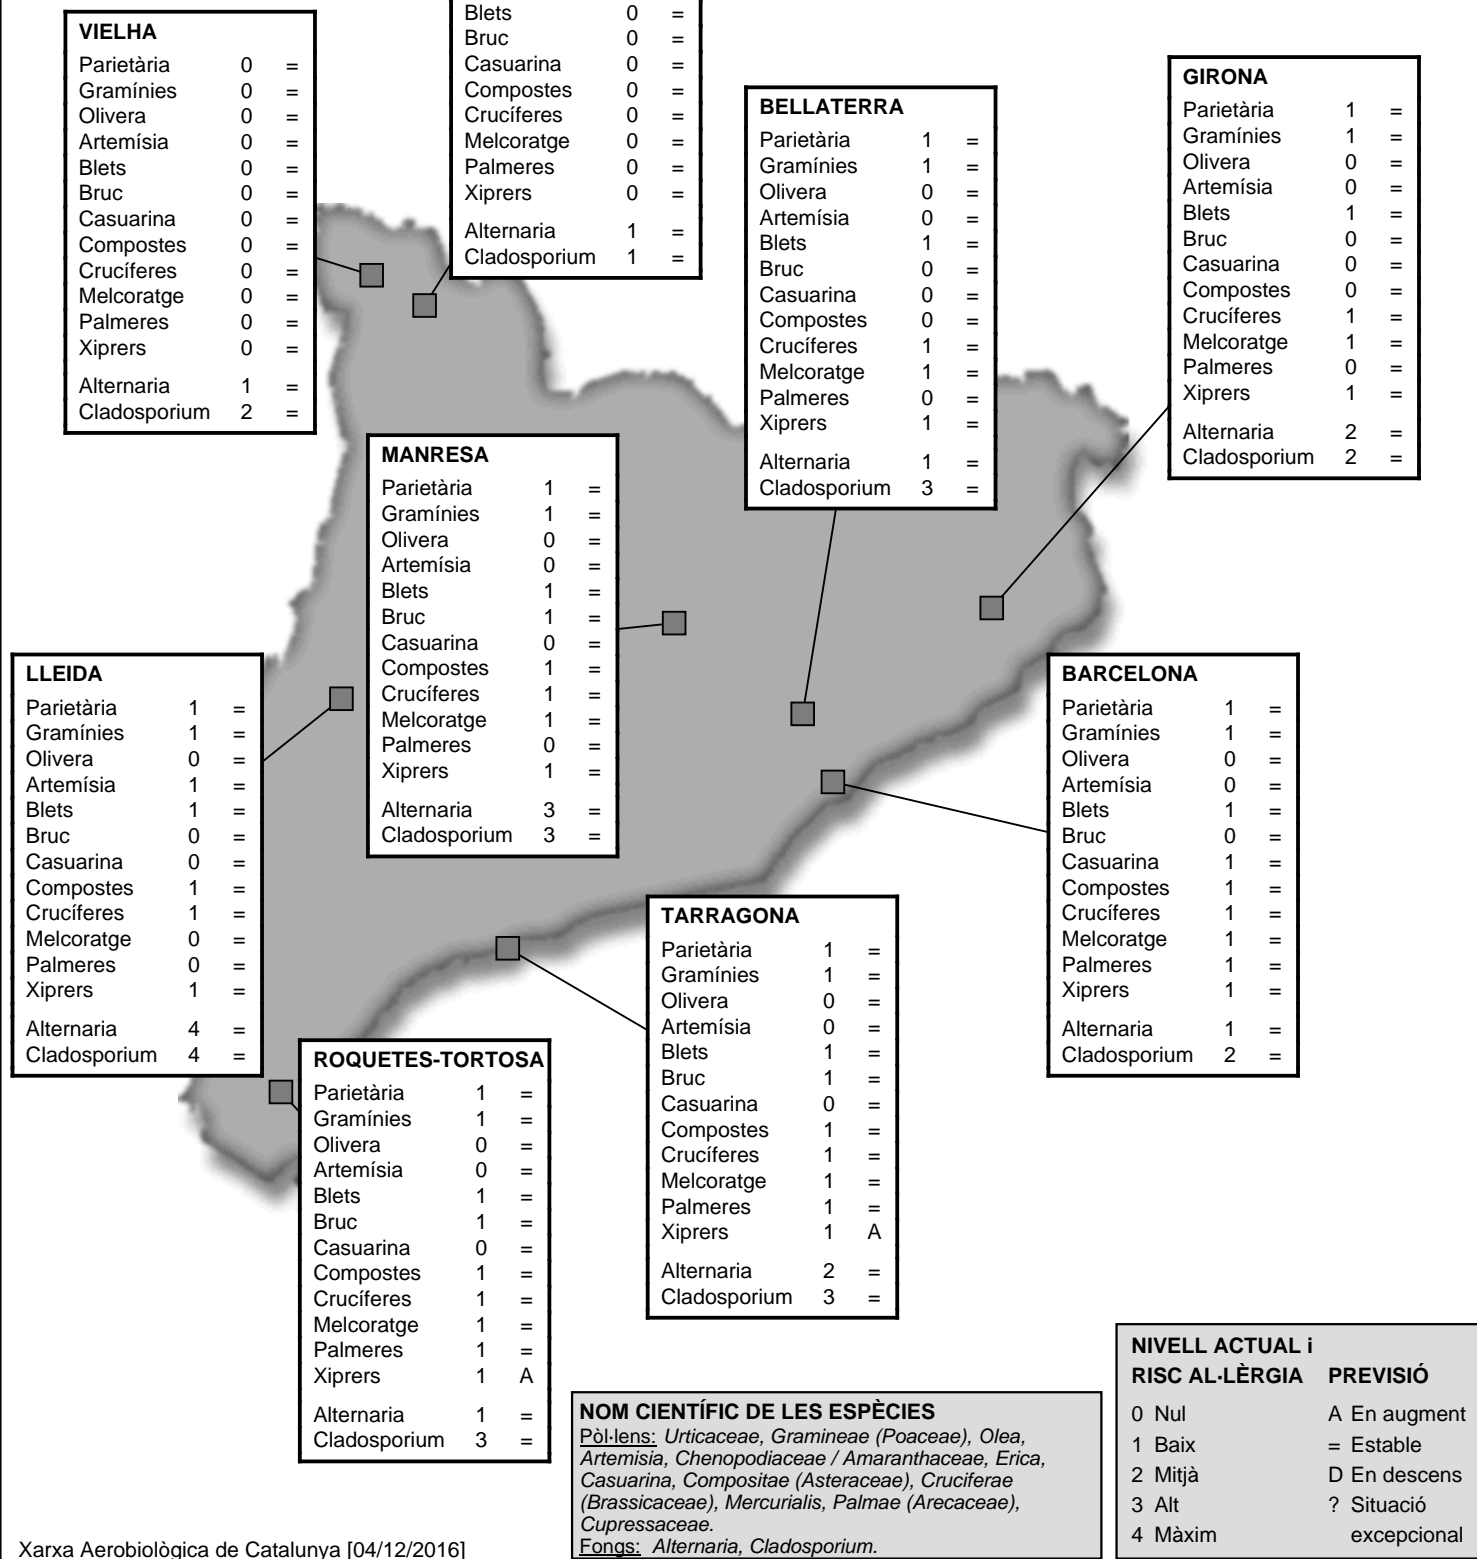 VIELHA
Parietària 0 =
Gramínies 0 =
Olivera 0 =
Artemísia 0 =
Blets 0 =
Bruc 0 =
Casuarina 0 =
Compostes 0 =
Crucíferes 0 =
Melcoratge 0 =
Palmeres 0 =
Xiprers 0 =
Alternaria 1 =
Cladosporium 2 =
Blets 0 =
Bruc 0 =
Casuarina 0 =
Compostes 0 =
Crucíferes 0 =
Melcoratge 0 =
Palmeres 0 =
Xiprers 0 =
Alternaria 1 =
Cladosporium 1 =
BELLATERRA
Parietària 1 =
Gramínies 1 =
Olivera 0 =
Artemísia 0 =
Blets 1 =
Bruc 0 =
Casuarina 0 =
Compostes 0 =
Crucíferes 1 =
Melcoratge 1 =
Palmeres 0 =
Xiprers 1 =
Alternaria 1 =
Cladosporium 3 =
GIRONA
Parietària 1 =
Gramínies 1 =
Olivera 0 =
Artemísia 0 =
Blets 1 =
Bruc 0 =
Casuarina 0 =
Compostes 0 =
Crucíferes 1 =
Melcoratge 1 =
Palmeres 0 =
Xiprers 1 =
Alternaria 2 =
Cladosporium 2 =
MANRESA
Parietària 1 =
Gramínies 1 =
Olivera 0 =
Artemísia 0 =
Blets 1 =
Bruc 1 =
Casuarina 0 =
Compostes 1 =
Crucíferes 1 =
Melcoratge 1 =
Palmeres 0 =
Xiprers 1 =
Alternaria 3 =
Cladosporium 3 =
LLEIDA
Parietària 1 =
Gramínies 1 =
Olivera 0 =
Artemísia 1 =
Blets 1 =
Bruc 0 =
Casuarina 0 =
Compostes 1 =
Crucíferes 1 =
Melcoratge 0 =
Palmeres 0 =
Xiprers 1 =
Alternaria 4 =
Cladosporium 4 =
BARCELONA
Parietària 1 =
Gramínies 1 =
Olivera 0 =
Artemísia 0 =
Blets 1 =
Bruc 0 =
Casuarina 1 =
Compostes 1 =
Crucíferes 1 =
Melcoratge 1 =
Palmeres 1 =
Xiprers 1 =
Alternaria 1 =
Cladosporium 2 =
TARRAGONA
Parietària 1 =
Gramínies 1 =
Olivera 0 =
Artemísia 0 =
Blets 1 =
Bruc 1 =
Casuarina 0 =
Compostes 1 =
Crucíferes 1 =
Melcoratge 1 =
Palmeres 1 =
Xiprers 1 A
Alternaria 2 =
Cladosporium 3 =
ROQUETES-TORTOSA
Parietària 1 =
Gramínies 1 =
Olivera 0 =
Artemísia 0 =
Blets 1 =
Bruc 1 =
Casuarina 0 =
Compostes 1 =
Crucíferes 1 =
Melcoratge 1 =
Palmeres 1 =
Xiprers 1 A
Alternaria 1 =
Cladosporium 3 =
NOM CIENTÍFIC DE LES ESPÈCIES
Pòl·lens: Urticaceae, Gramineae (Poaceae), Olea,
Artemisia, Chenopodiaceae / Amaranthaceae, Erica,
Casuarina, Compositae (Asteraceae), Cruciferae
(Brassicaceae), Mercurialis, Palmae (Arecaceae),
Cupressaceae.
Fongs: Alternaria, Cladosporium.
NIVELL ACTUAL i
RISC AL·LÈRGIA PREVISIÓ
0 Nul A En augment
1 Baix = Estable
2 Mitjà D En descens
3 Alt ? Situació
4 Màxim excepcional
Xarxa Aerobiològica de Catalunya [04/12/2016]